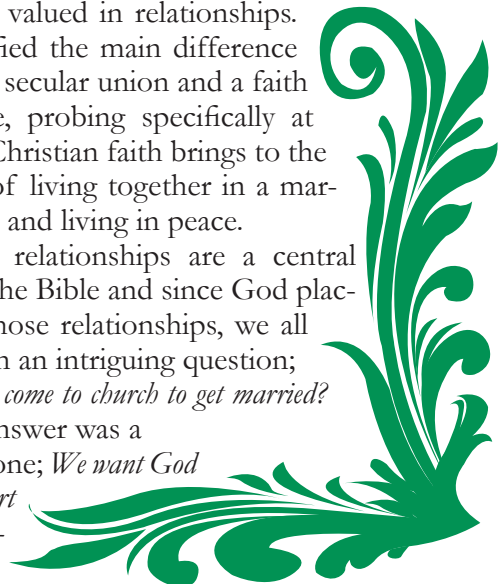 valued in relationships.
fied the main difference
secular union and a faith
e, probing specifically at
Christian faith brings to the
of living together in a mar-
and living in peace.
relationships are a central
he Bible and since God plac-
hose relationships, we all
n an intriguing question;
come to church to get married?
nswer was a
one; We want God
rt
-